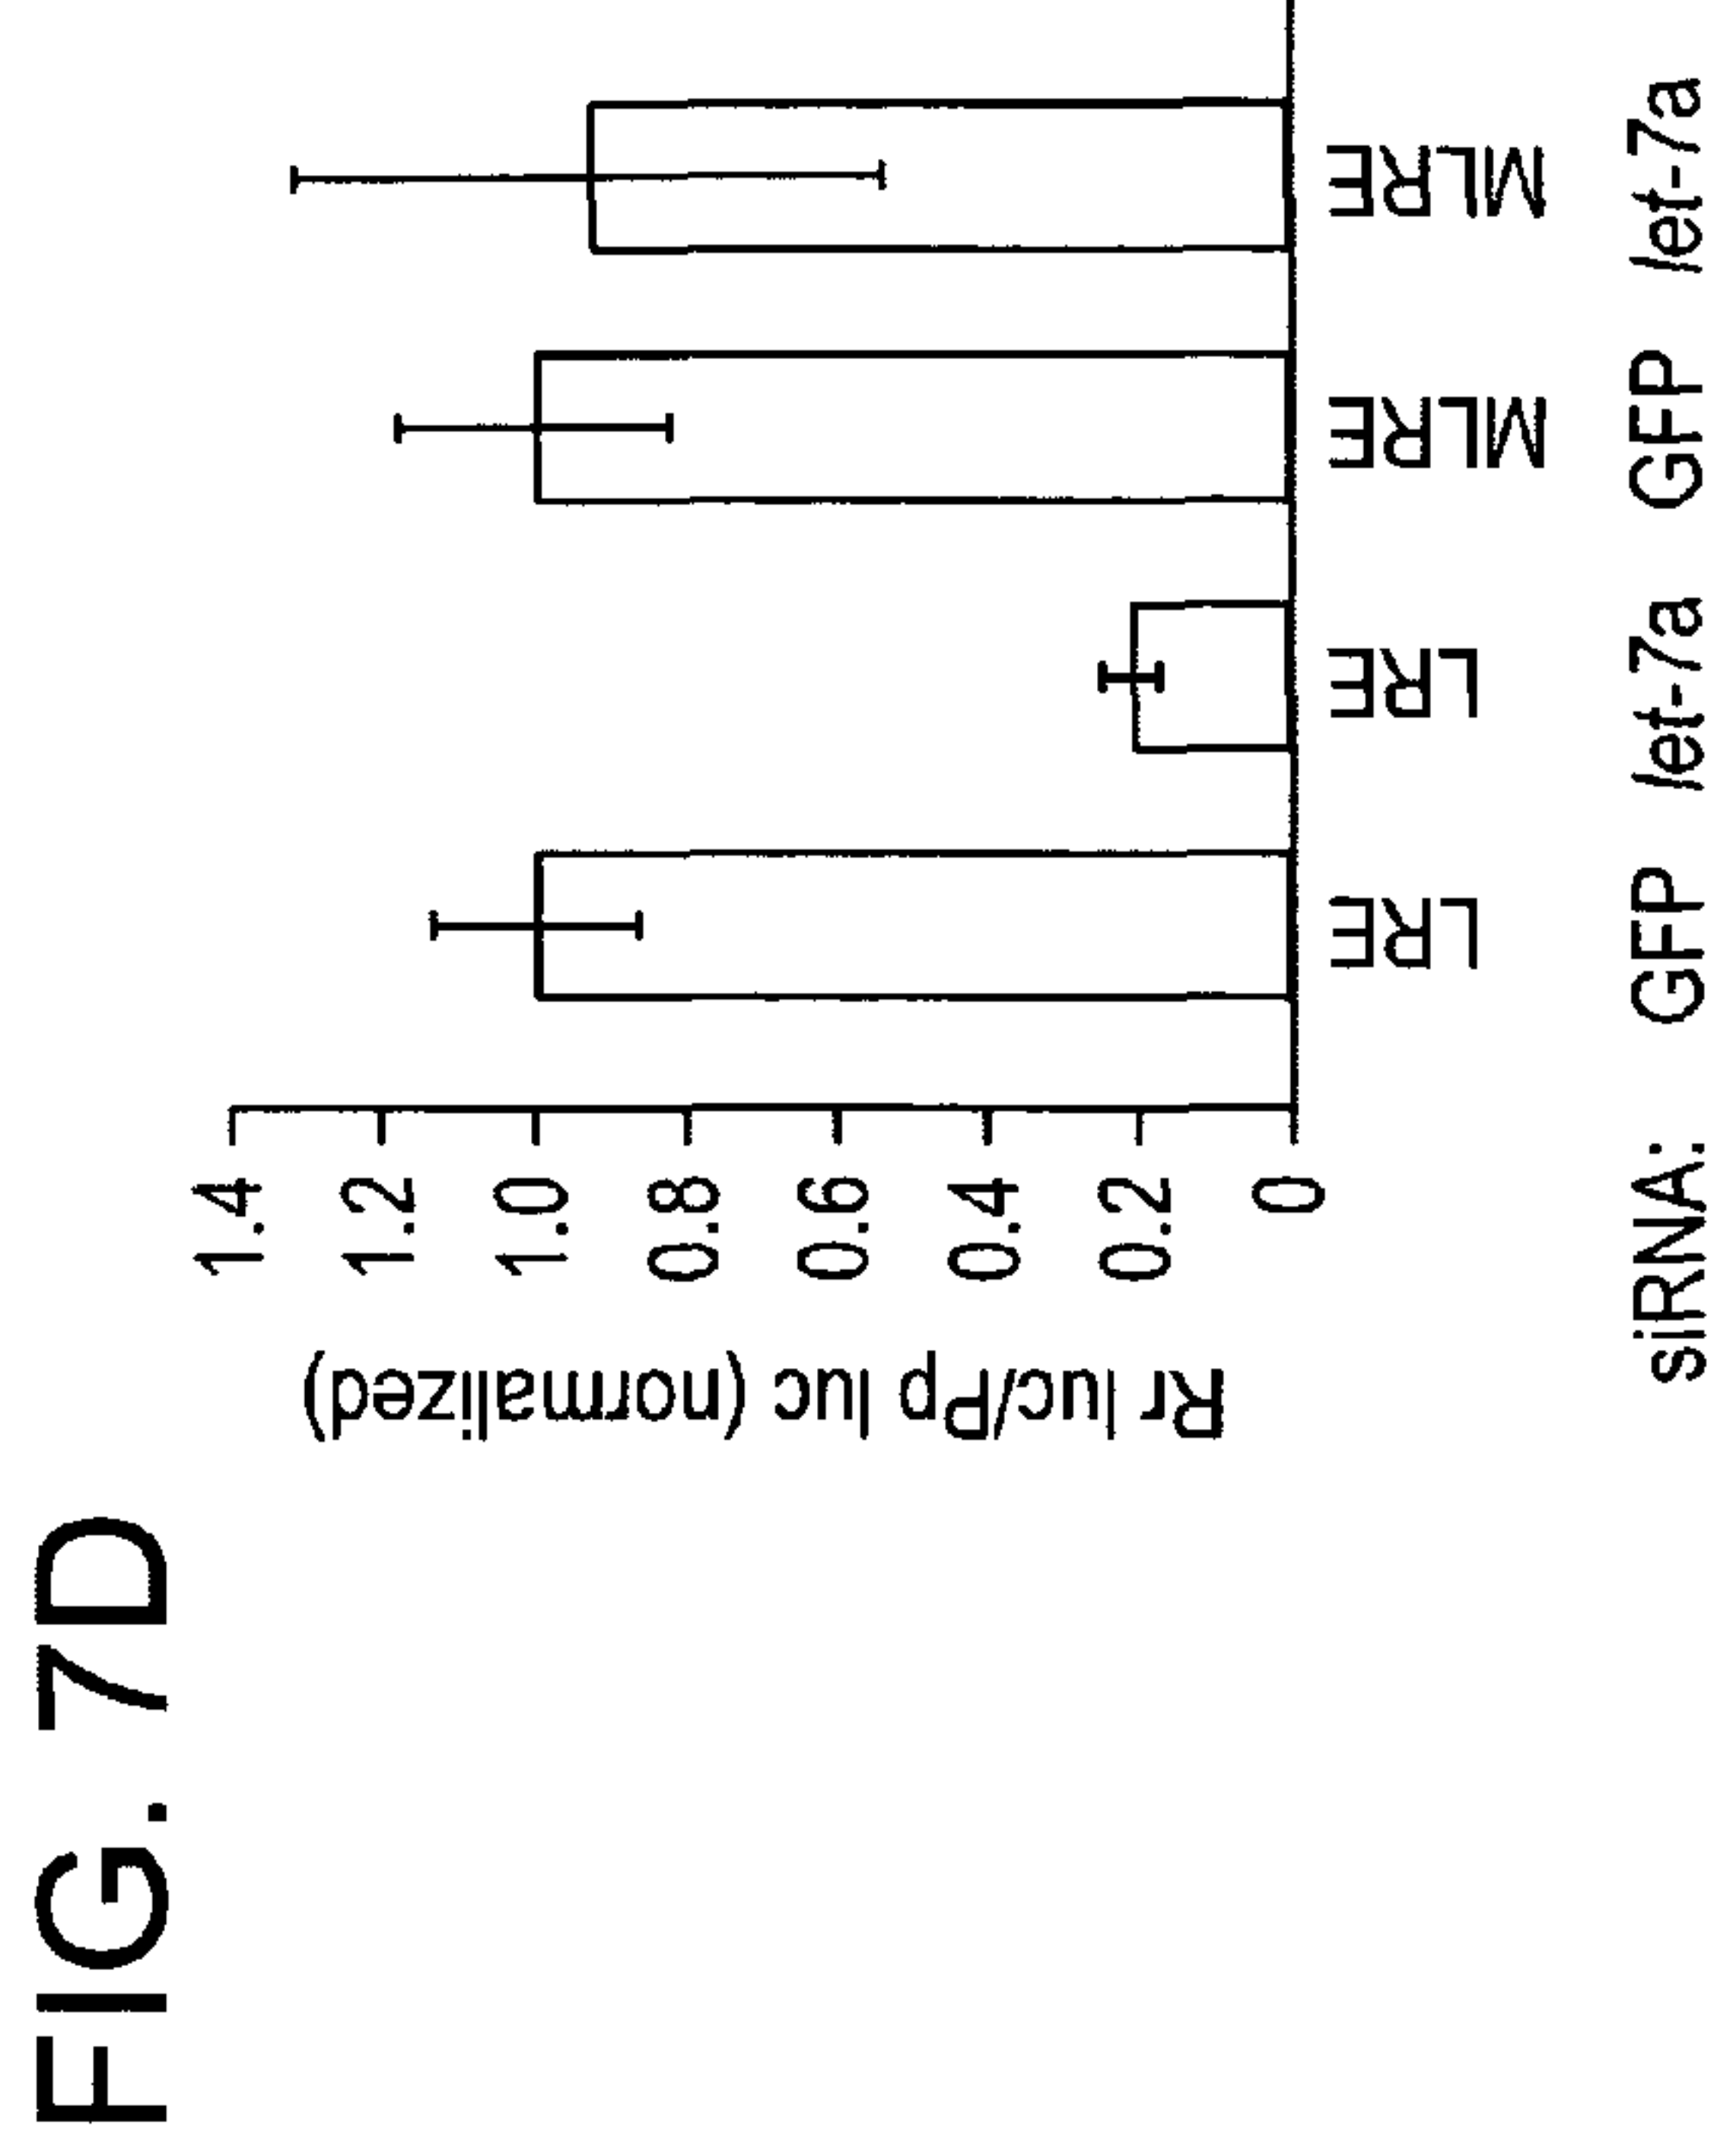 FIG. 7D
Rr luc/Pp luc (normalized)
1.4
1.2
1.0
0.8
0.6
0.4
0.2
0
LRE LRE MLRE MLRE
siRNA: GFP let-7a GFP let-7a